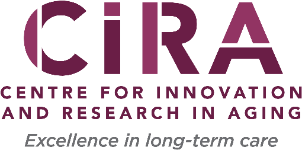 CiRA
CENTRE FOR INNOVATION
AND RESEARCH IN AGING
Excellence in long-term care